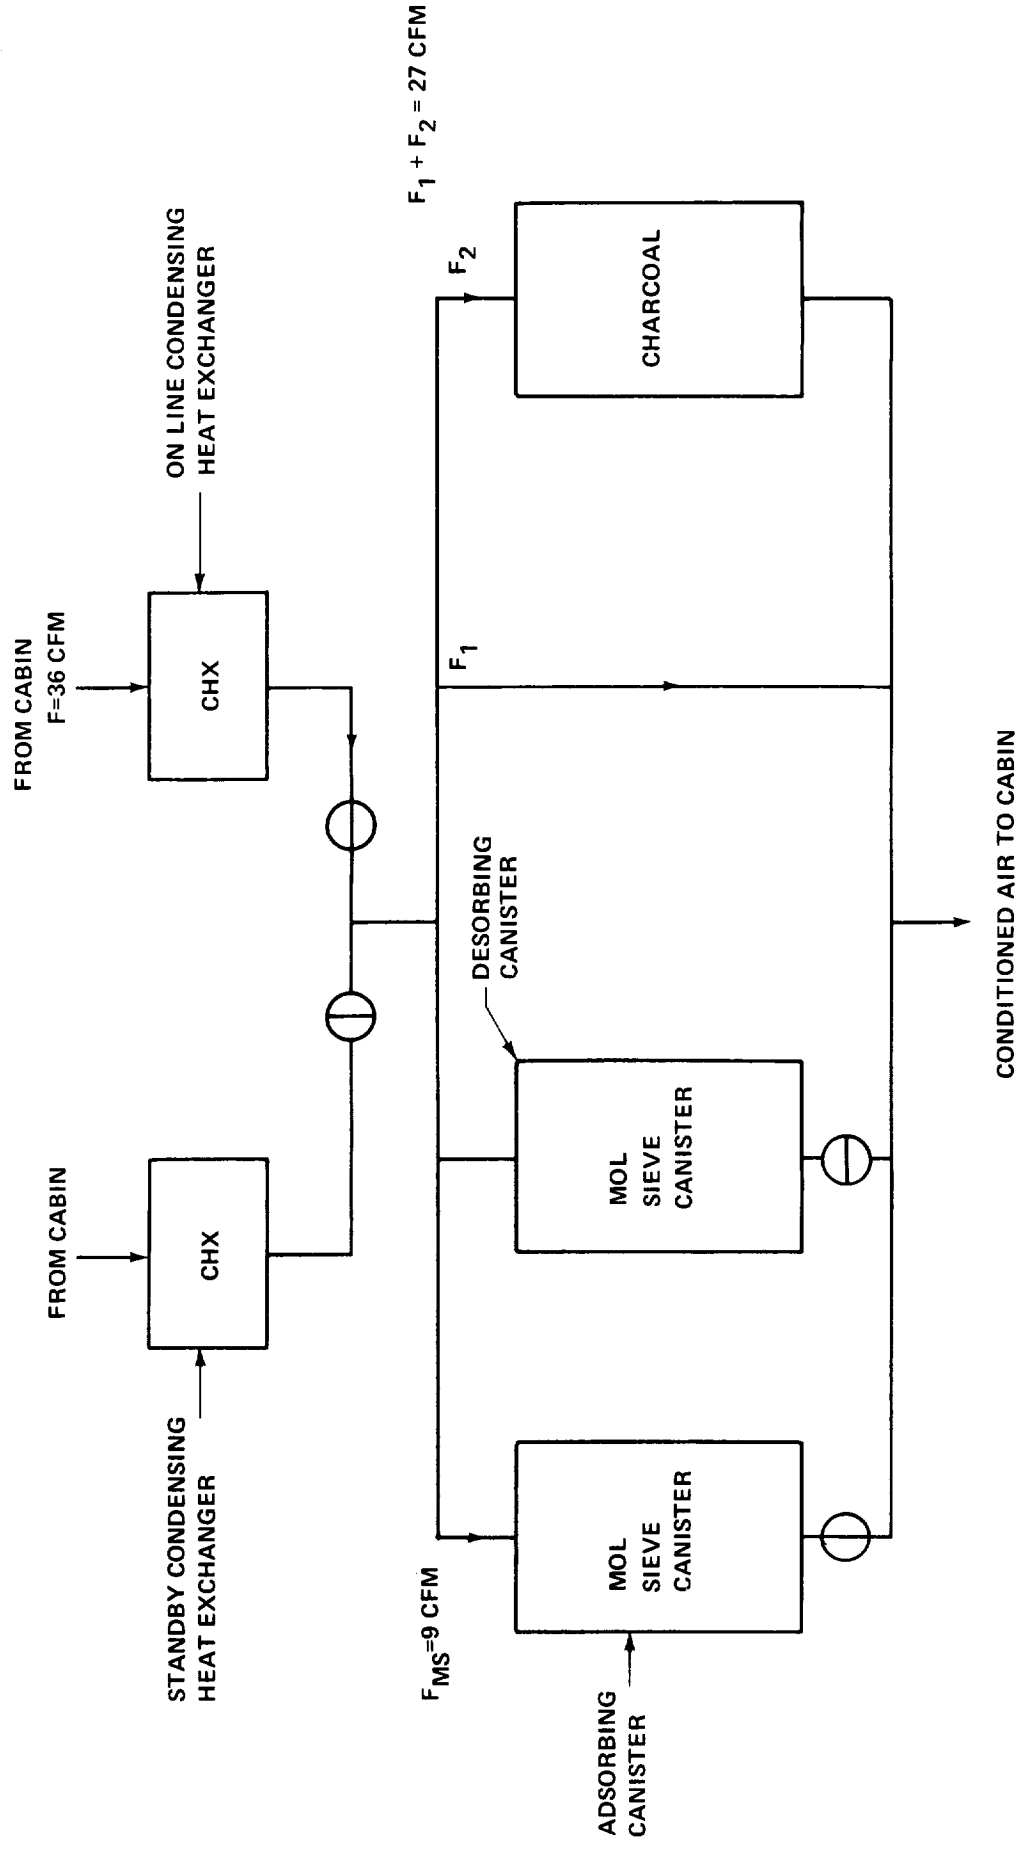 STANDBY CONDENSING
HEAT EXCHANGER
FROM CABIN
CHX
FROM CABIN
F=36 CFM
CHX
ON LINE CONDENSING
HEAT EXCHANGER
F₁ + F₂ = 27 CFM
FMS=9 CFM
F₁
F₂
ADSORBING
CANISTER
MOL
SIEVE
CANISTER
DESORBING
CANISTER
MOL
SIEVE
CANISTER
CHARCOAL
CONDITIONED AIR TO CABIN